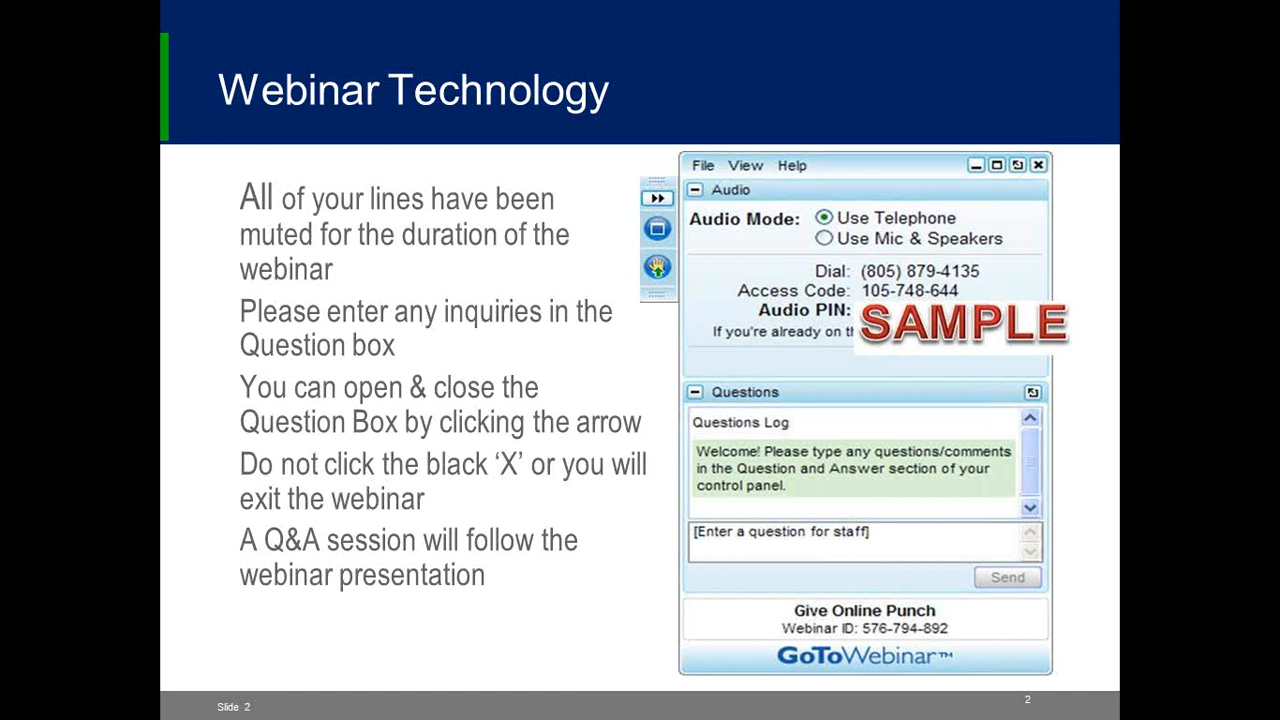 Webinar Technology
All of your lines have been
muted for the duration of the
webinar
Please enter any inquiries in the
Question box
You can open & close the
Question Box by clicking the arrow
Do not click the black ‘X’ or you will
exit the webinar
A Q&A session will follow the
webinar presentation
File View Help
Audio
Audio Mode: Use Telephone
Use Mic & Speakers
Dial: (805) 879-4135
Access Code: 105-748-644
Audio PIN:
If you're already on th
SAMPLE
Questions
Questions Log
Welcome! Please type any questions/comments
in the Question and Answer section of your
control panel.
[Enter a question for staff]
Send
Give Online Punch
Webinar ID: 576-794-892
GoToWebinar™
Slide 2
2